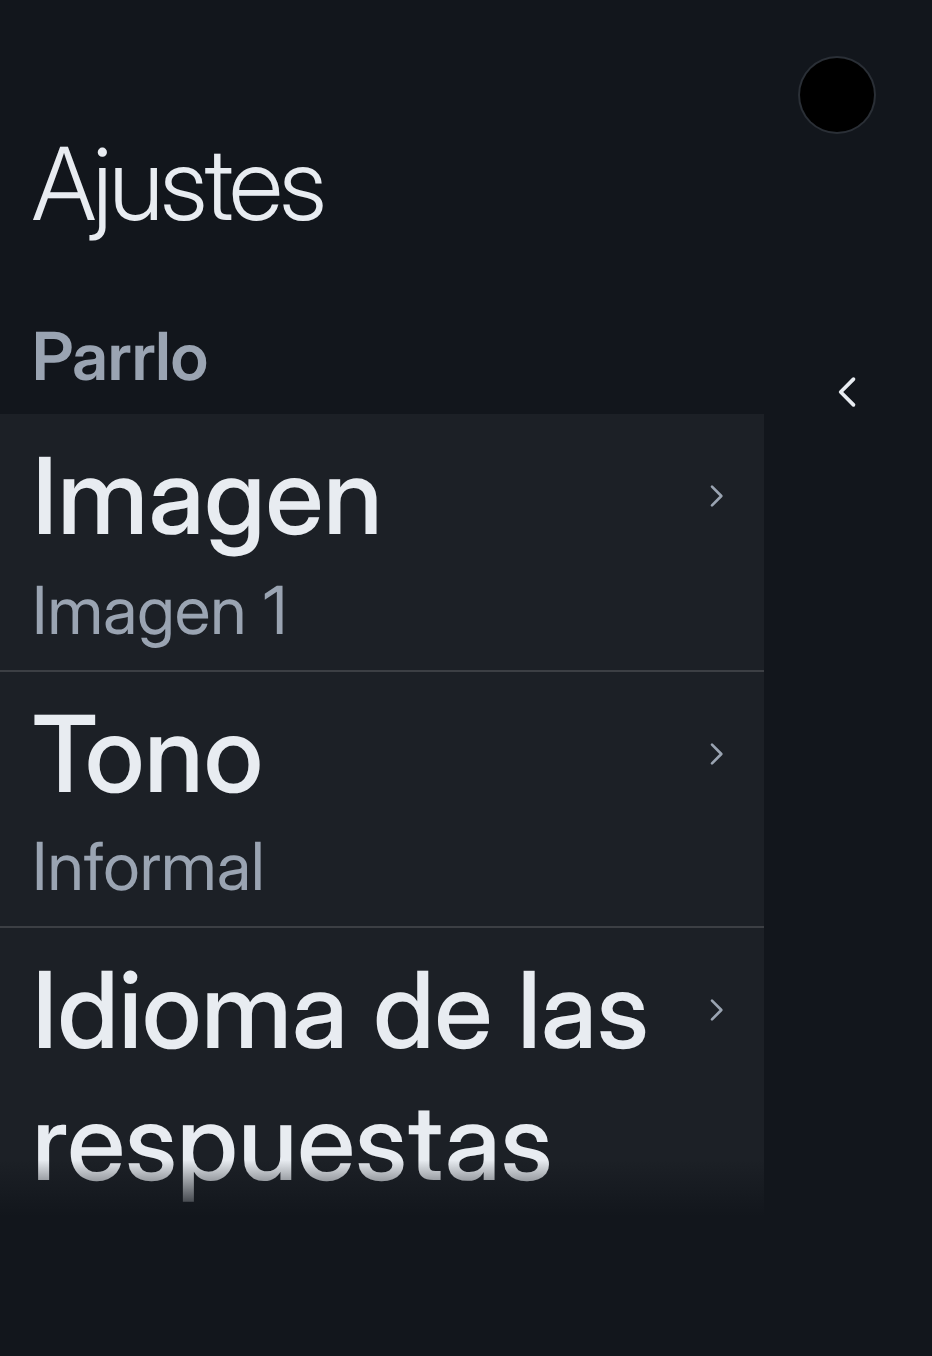 Ajustes
Parrlo
Imagen
Imagen 1
Tono
Informal
Idioma de las
respuestas